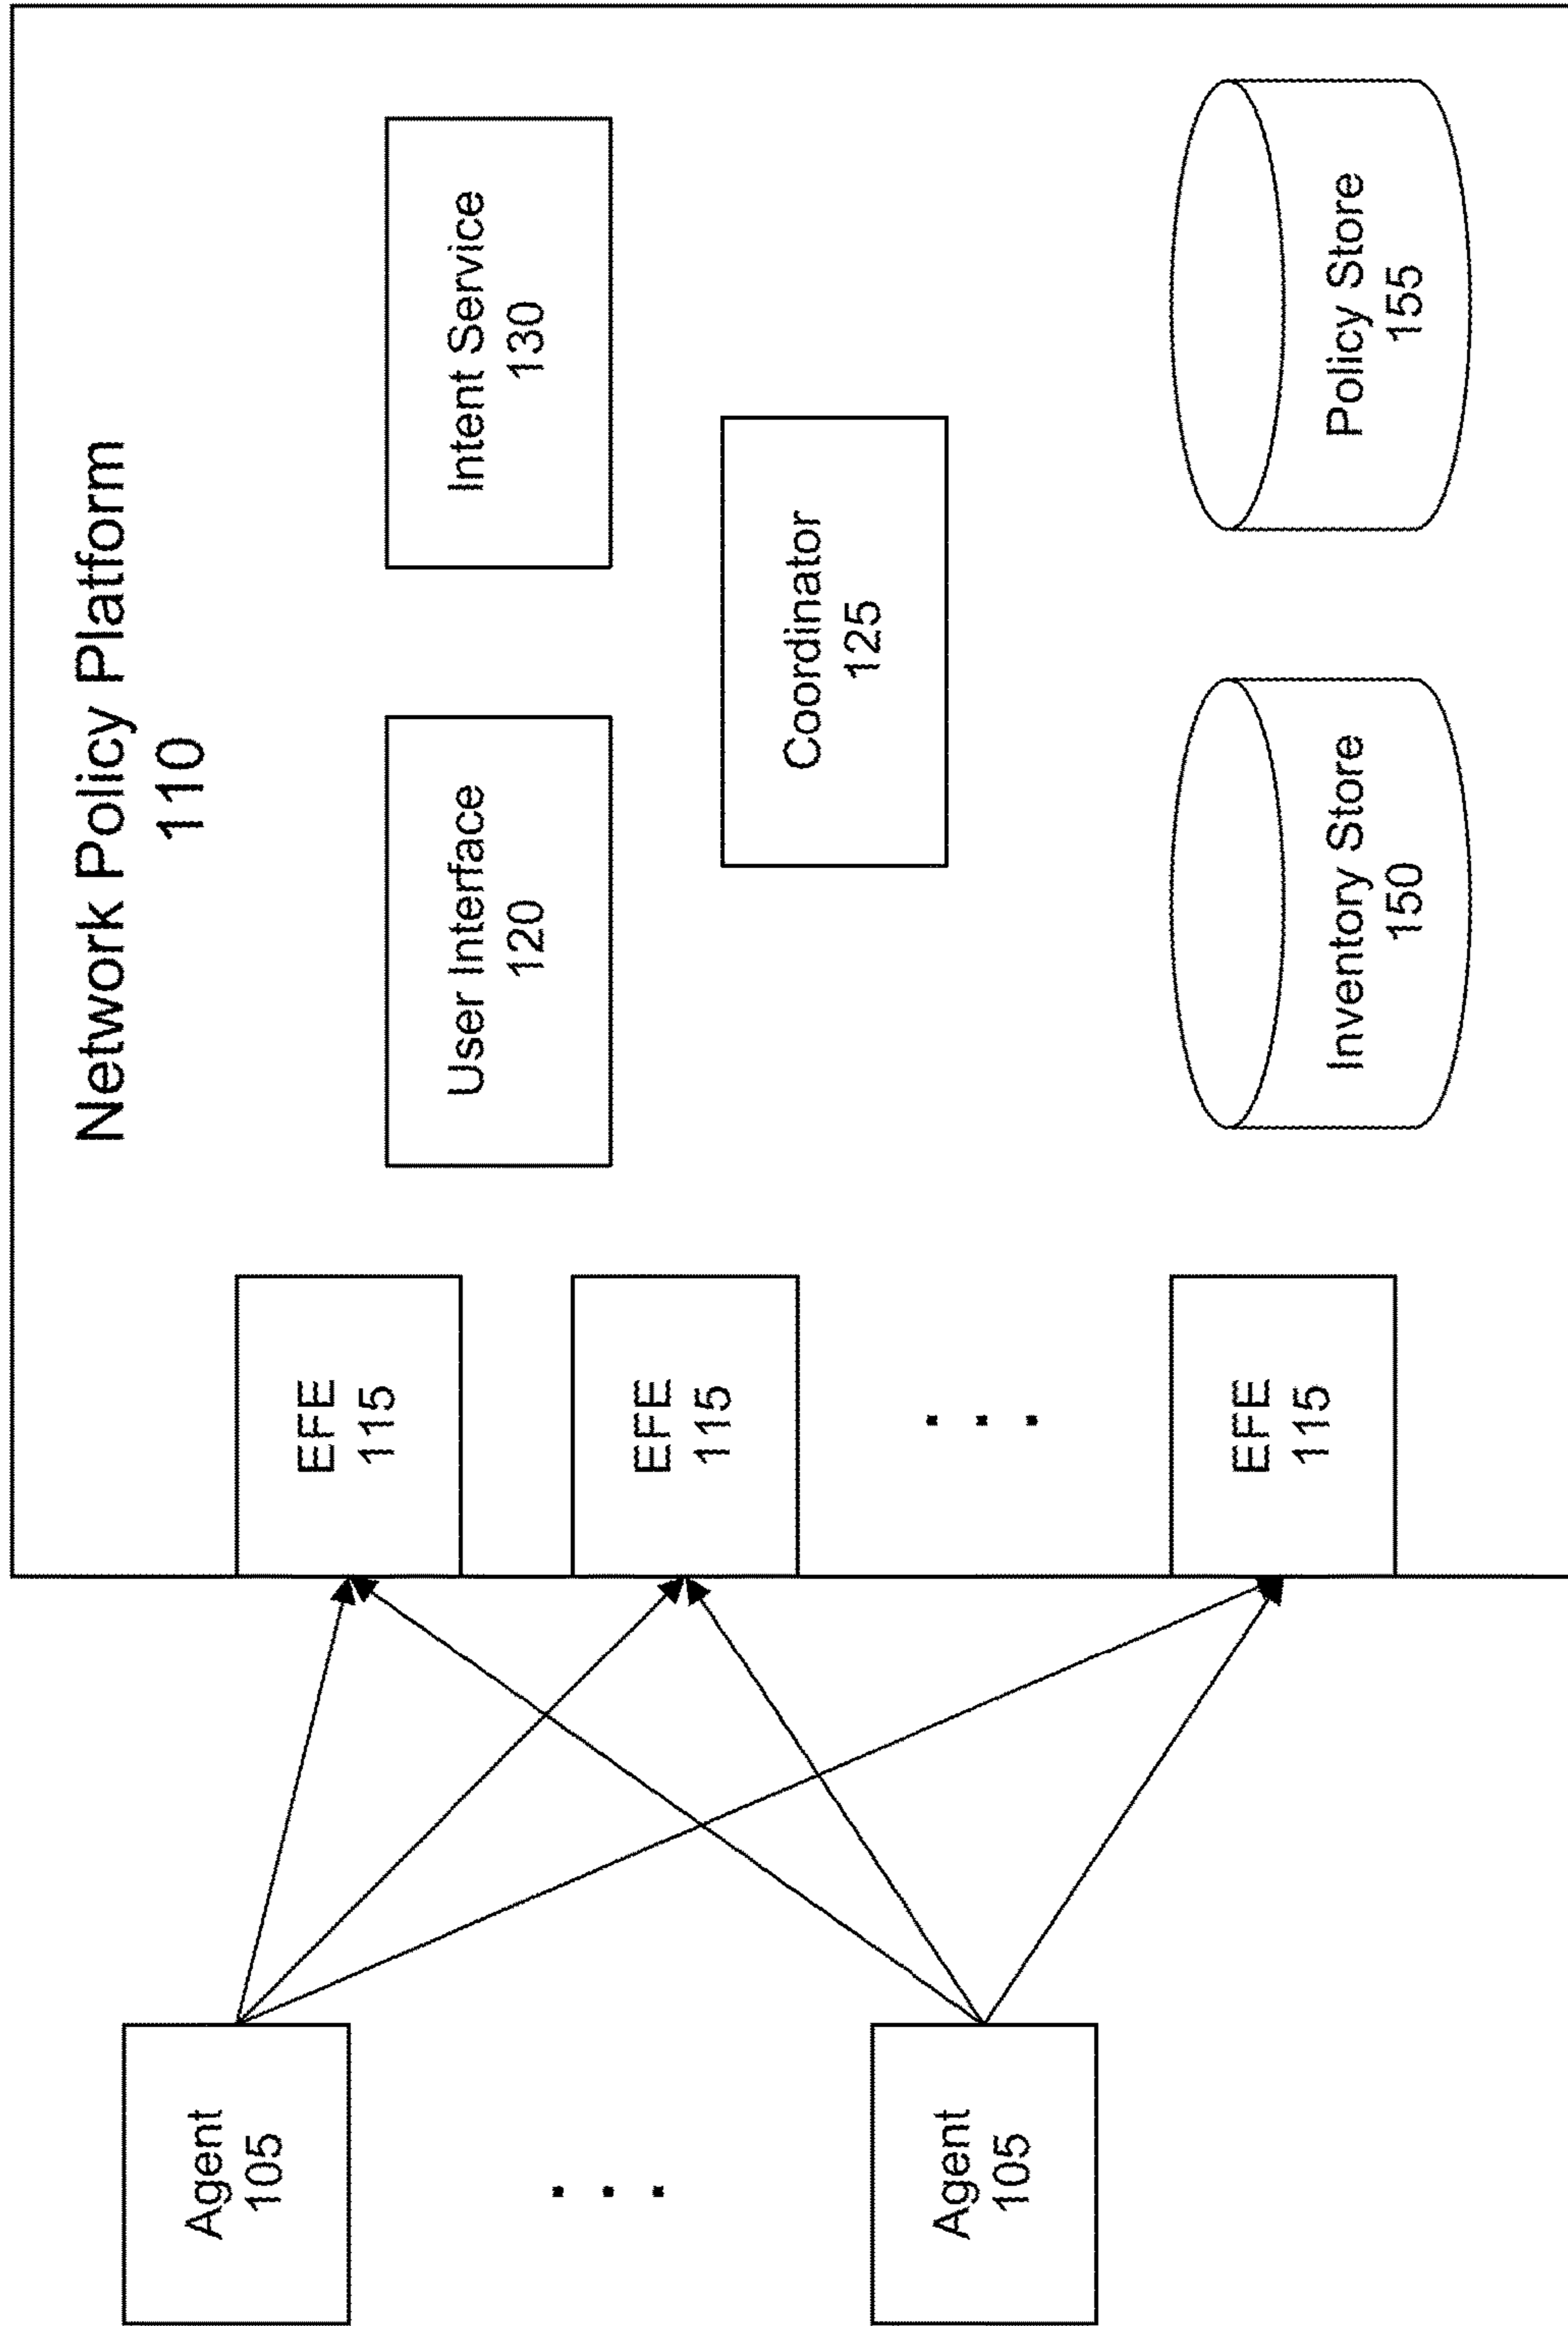 Network Policy Platform
110
Agent
105
Agent
105
EFE
115
EFE
115
EFE
115
User Interface
120
Intent Service
130
Coordinator
125
Inventory Store
150
Policy Store
155